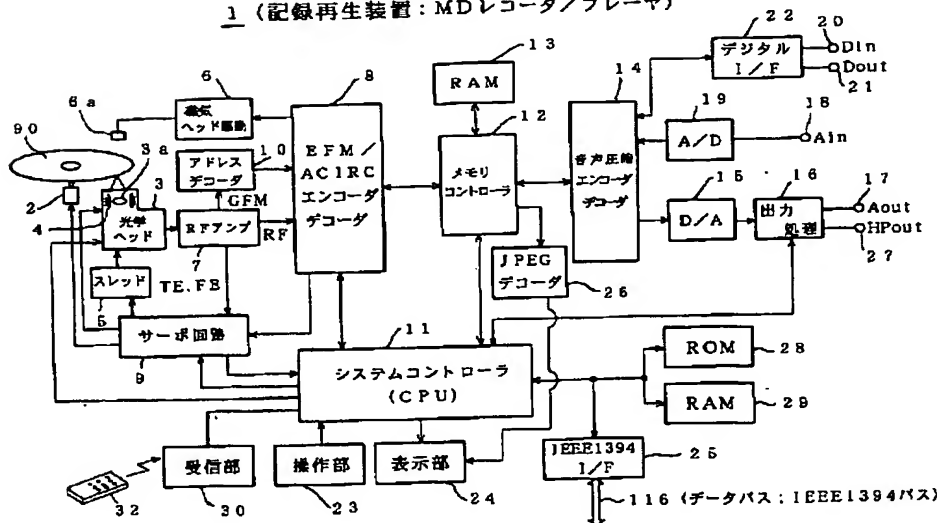 1 (記録再生装置:MDレコーダ/プレーヤ)
13
22
20
デジタル
I/F
DIn
Dout
21
6
8
RAM
14
6a
磁気
ヘッド駆動
12
19
18
A/D
AIn
90
3a
3
10
アドレス
デコーダ
EFM/
ACIRC
エンコーダ
デコーダ
メモリ
コントローラ
音声圧縮
エンコーダ
デコーダ
15
16
17
2
GFM
D/A
出力
処理
Aout
HPout
27
4
光学
ヘッド
RFアンプ
RF
7
JPEG
デコーダ
26
スレッド
5
TE,FE
サーボ回路
9
11
システムコントローラ
(CPU)
ROM
28
RAM
29
受信部
操作部
表示部
IEEE1394
I/F
25
32
30
23
24
116 (データバス;IEEE1394バス)